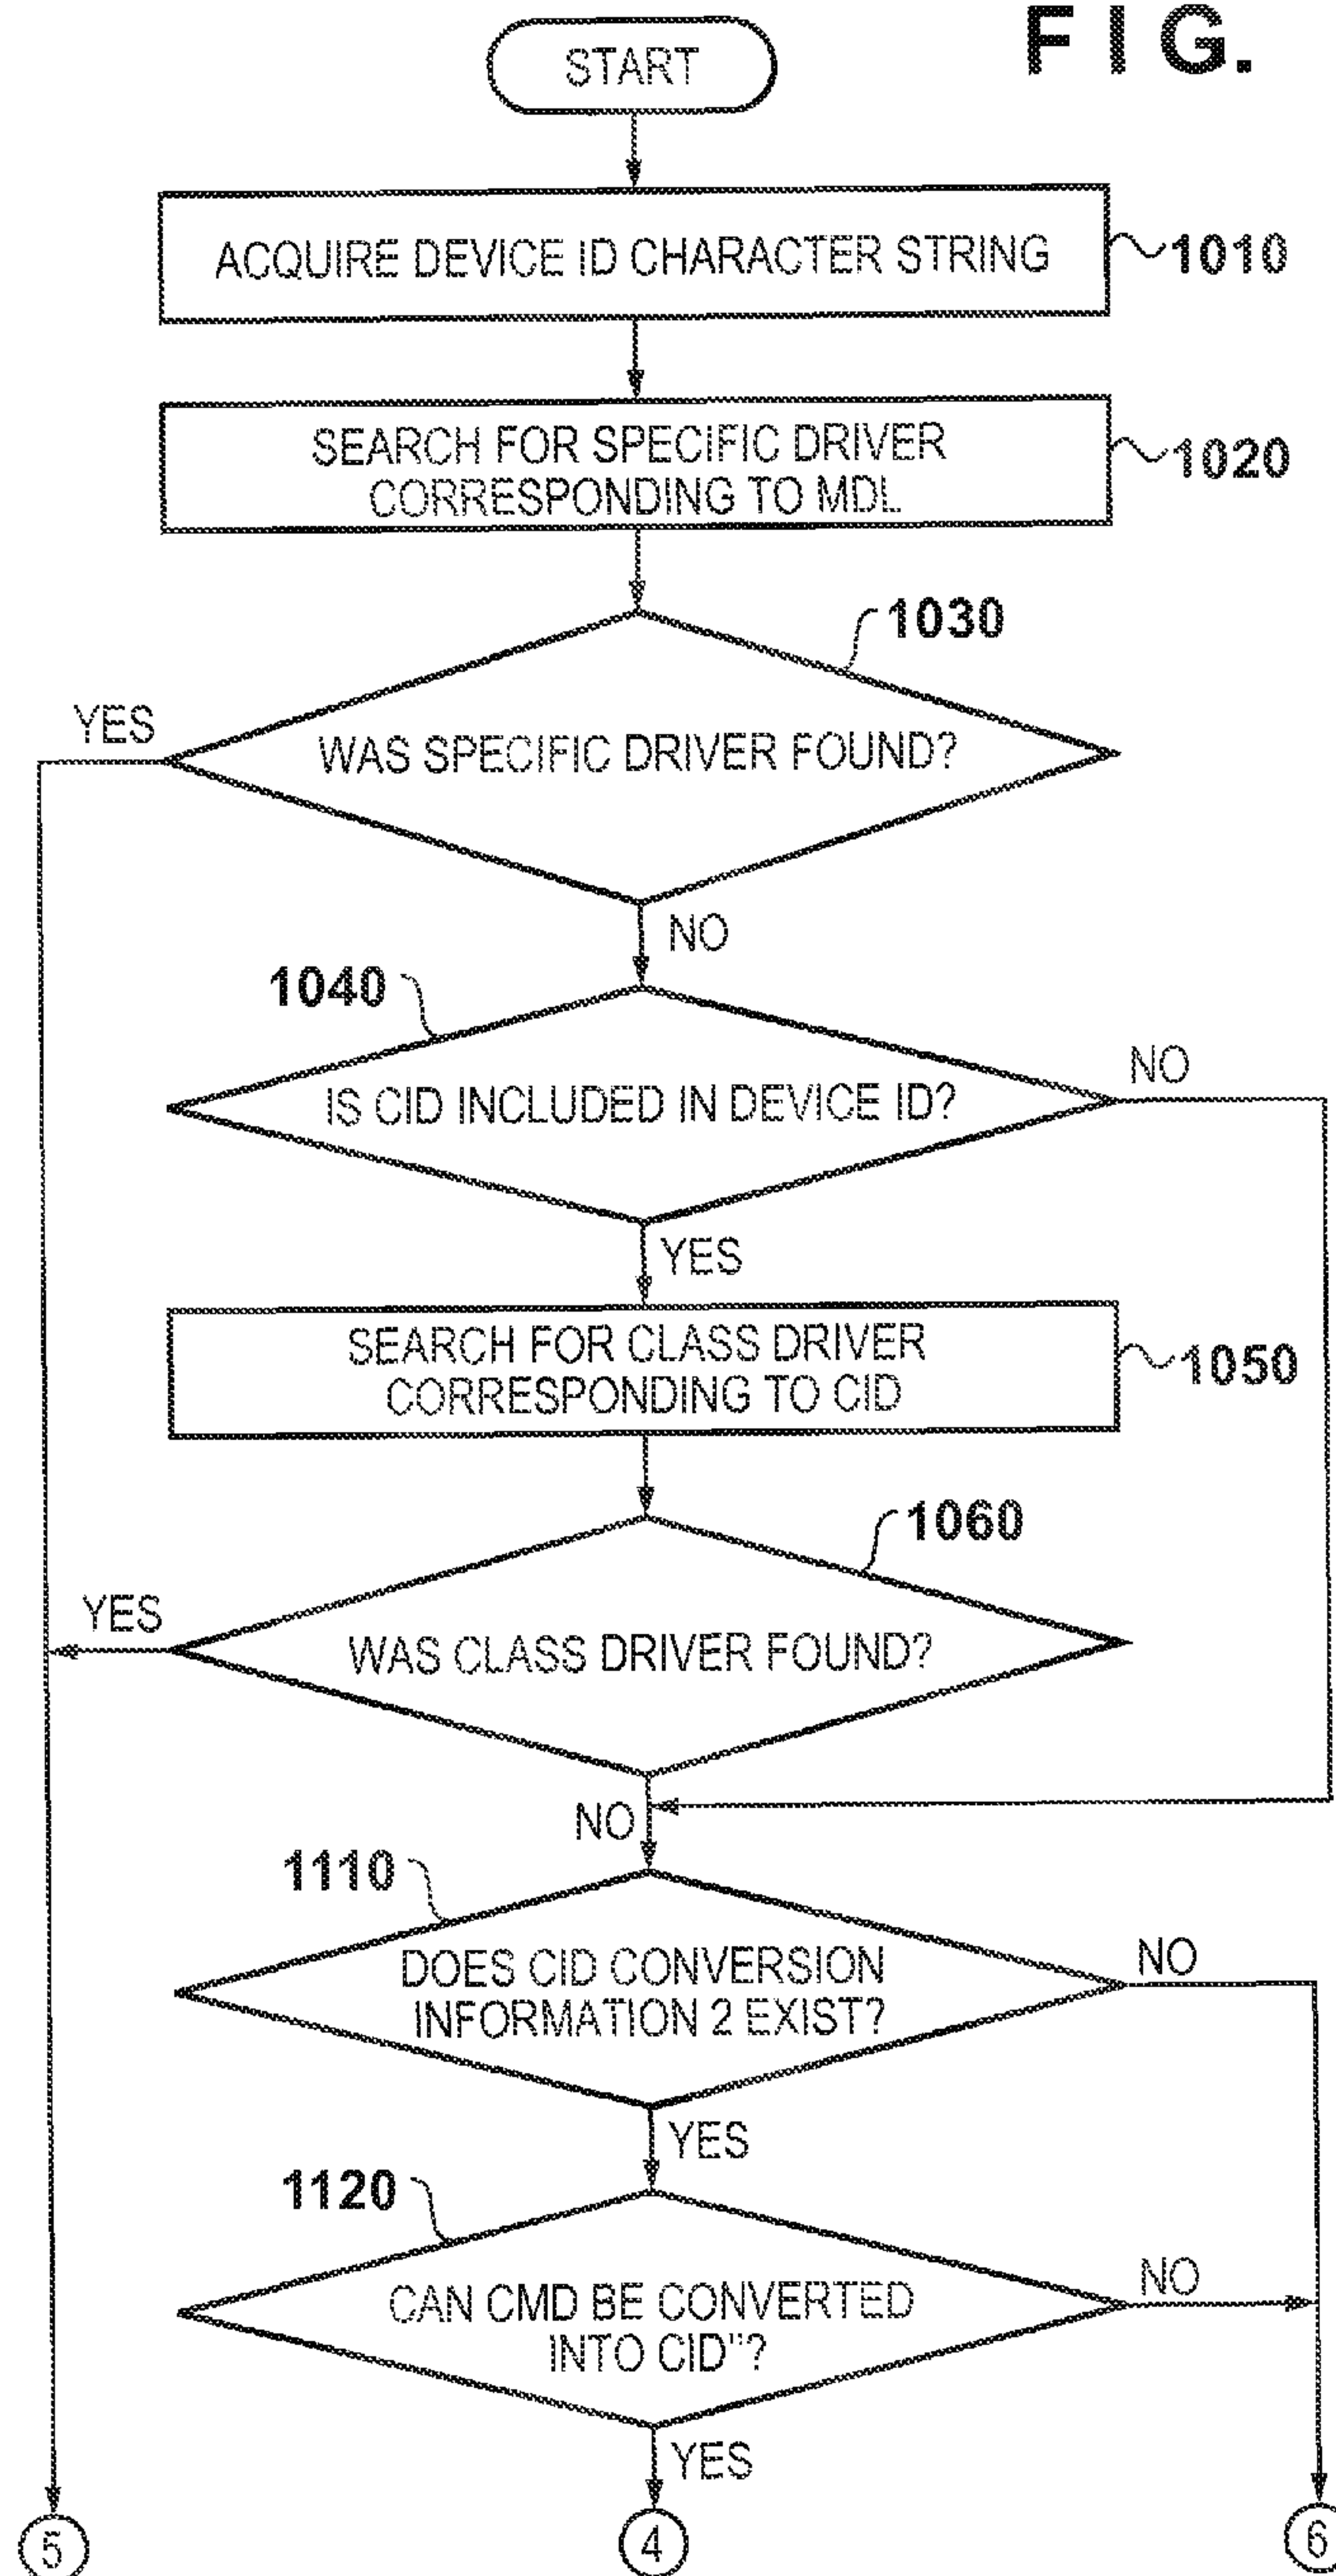 FIG.
START
ACQUIRE DEVICE ID CHARACTER STRING
1010
SEARCH FOR SPECIFIC DRIVER
CORRESPONDING TO MDL
1020
1030
YES
WAS SPECIFIC DRIVER FOUND?
NO
1040
NO
IS CID INCLUDED IN DEVICE ID?
YES
SEARCH FOR CLASS DRIVER
CORRESPONDING TO CID
1050
1060
YES
WAS CLASS DRIVER FOUND?
NO
1110
DOES CID CONVERSION
INFORMATION 2 EXIST?
NO
YES
1120
NO
CAN CMD BE CONVERTED
INTO CID"?
YES
5
4
6